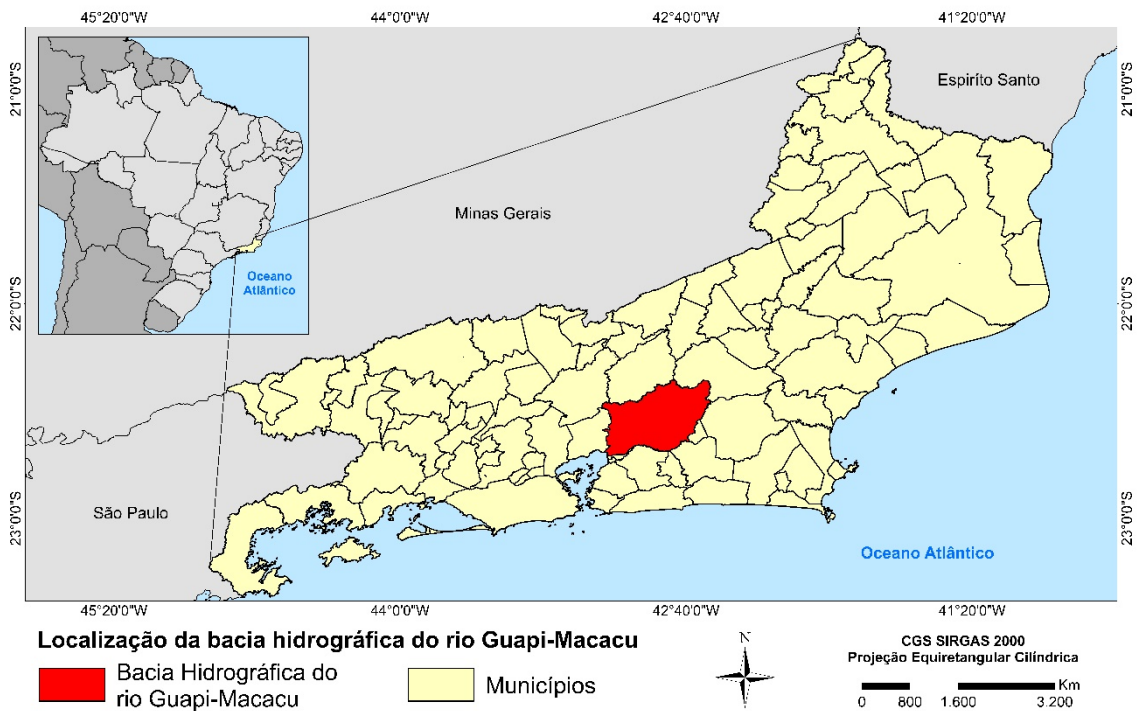 45°20'0"W 44°0'0"W 42°40'0"W 41°20'0"W
21°0'0"S
21°0'0"S
Espiríto Santo
Minas Gerais
Oceano
Atlântico
22°0'0"S
22°0'0"S
São Paulo
23°0'0"S
23°0'0"S
Oceano Atlântico
45°20'0"W 44°0'0"W 42°40'0"W 41°20'0"W
Localização da bacia hidrográfica do rio Guapi-Macacu
Bacia Hidrográfica do
rio Guapi-Macacu
Municípios
N
CGS SIRGAS 2000
Projeção Equiretangular Cilíndrica
Km
0 800 1.600 3.200